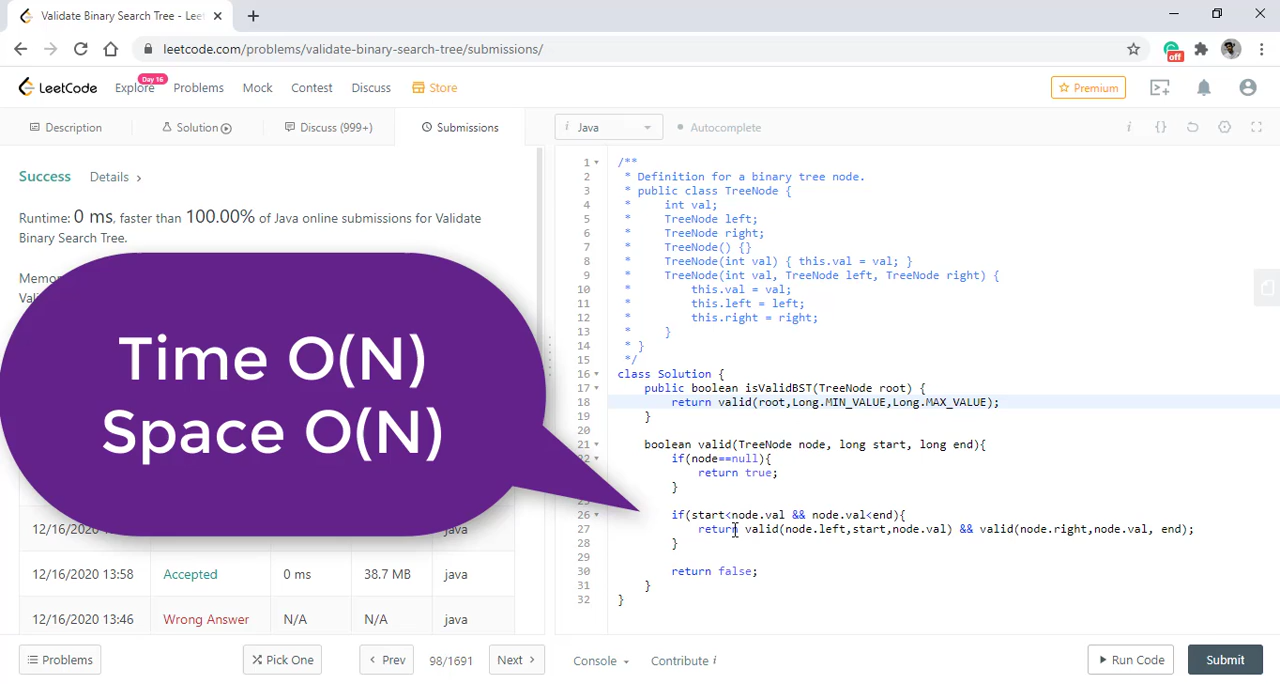 Validate Binary Search Tree - Lee
leetcode.com/problems/validate-binary-search-tree/submissions/
off
LeetCode
Explore
Day 16
Problems
Mock
Contest
Discuss
Store
Premium
Description
Solution
Discuss (999+)
Submissions
i Java
Autocomplete
Success Details >
Runtime: 0 ms, faster than 100.00% of Java online submissions for Validate
Binary Search Tree.
Time O(N)
Space O(N)
12/16/2020 13:58 Accepted 0 ms 38.7 MB java
12/16/2020 13:46 Wrong Answer N/A N/A java
1 /**
2 * Definition for a binary tree node.
3 * public class TreeNode {
4 * int val;
5 * TreeNode left;
6 * TreeNode right;
7 * TreeNode() {}
8 * TreeNode(int val) { this.val = val; }
9 * TreeNode(int val, TreeNode left, TreeNode right) {
10 * this.val = val;
11 * this.left = left;
12 * this.right = right;
13 * }
14 * }
15 */
16 class Solution {
17 public boolean isValidBST(TreeNode root) {
18 return valid(root,Long.MIN_VALUE,Long.MAX_VALUE);
19 }
20
21 boolean valid(TreeNode node, long start, long end){
if(node==null){
return true;
}
26 if(start<node.val && node.val<end){
27 return valid(node.left,start,node.val) && valid(node.right,node.val, end);
28 }
29
30 return false;
31 }
32 }
Problems
Pick One
< Prev
98/1691
Next >
Console
Contribute i
Run Code
Submit